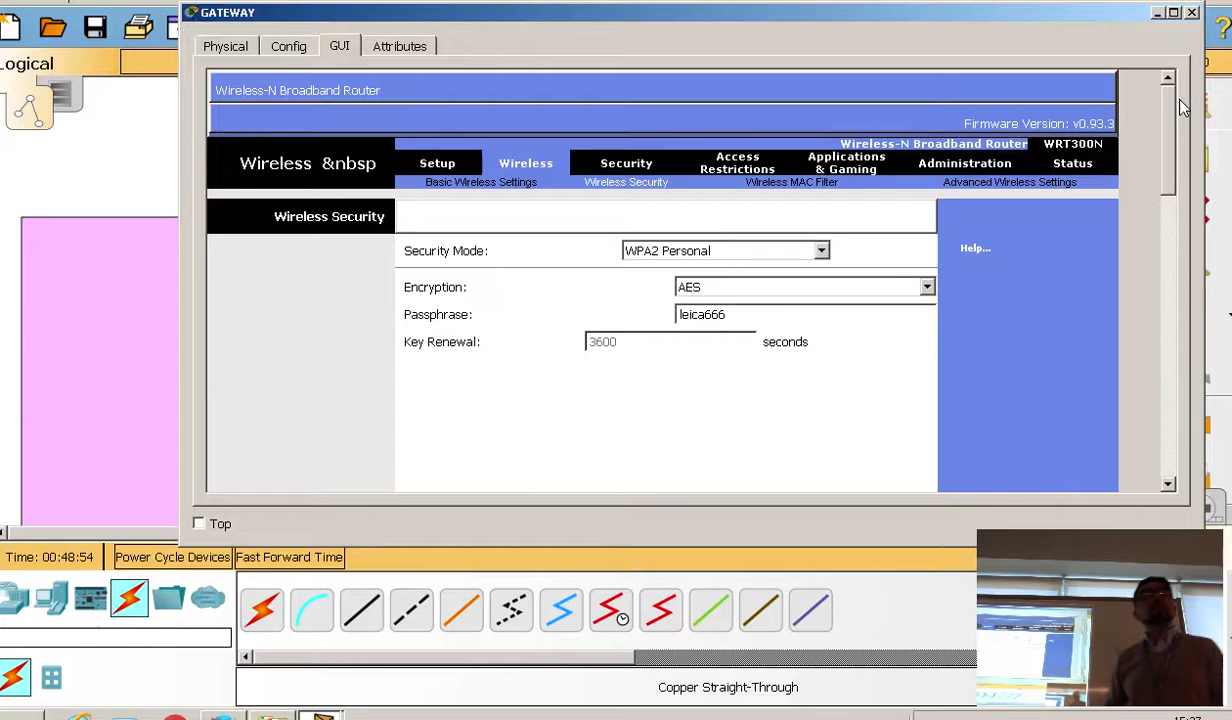 GATEWAY
Logical
Physical
Config
GUI
Attributes
Wireless-N Broadband Router
Firmware Version: v0.93.3
Wireless-N Broadband Router WRT300N
Wireless &nbsp
Setup
Wireless
Security
Access Restrictions
Applications & Gaming
Administration
Status
Basic Wireless Settings
Wireless Security
Wireless MAC Filter
Advanced Wireless Settings
Wireless Security
Security Mode: WPA2 Personal
Help...
Encryption: AES
Passphrase: leica666
Key Renewal: 3600 seconds
Top
Time: 00:48:54
Power Cycle Devices
Fast Forward Time
Copper Straight-Through